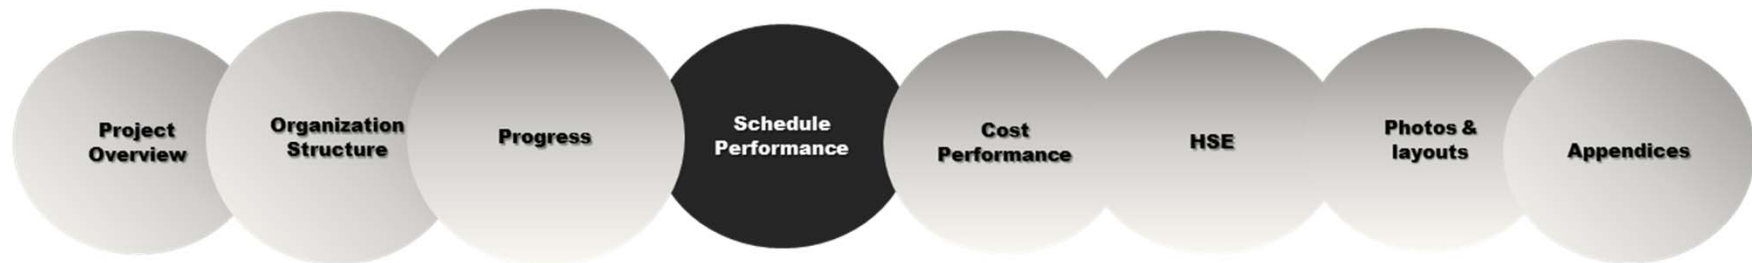 Project
Overview
Organization
Structure
Progress
Schedule
Performance
Cost
Performance
HSE
Photos &
layouts
Appendices